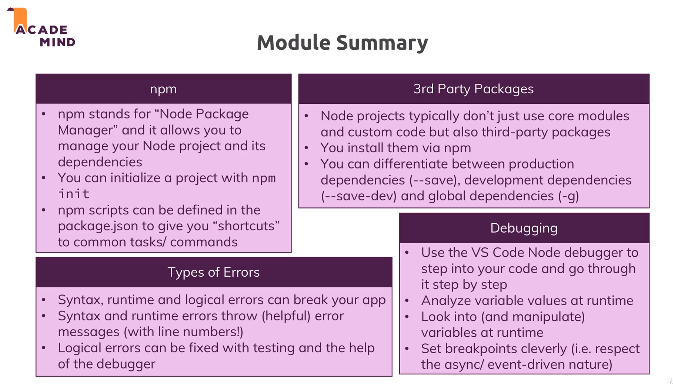 ACADE
MIND
Module Summary
npm
• npm stands for “Node Package
Manager” and it allows you to
manage your Node project and its
dependencies
• You can initialize a project with npm
init
• npm scripts can be defined in the
package.json to give you “shortcuts”
to common tasks/ commands
3rd Party Packages
• Node projects typically don’t just use core modules
and custom code but also third-party packages
• You install them via npm
• You can differentiate between production
dependencies (--save), development dependencies
(--save-dev) and global dependencies (-g)
Types of Errors
• Syntax, runtime and logical errors can break your app
• Syntax and runtime errors throw (helpful) error
messages (with line numbers!)
• Logical errors can be fixed with testing and the help
of the debugger
Debugging
• Use the VS Code Node debugger to
step into your code and go through
it step by step
• Analyze variable values at runtime
• Look into (and manipulate)
variables at runtime
• Set breakpoints cleverly (i.e. respect
the async/ event-driven nature)